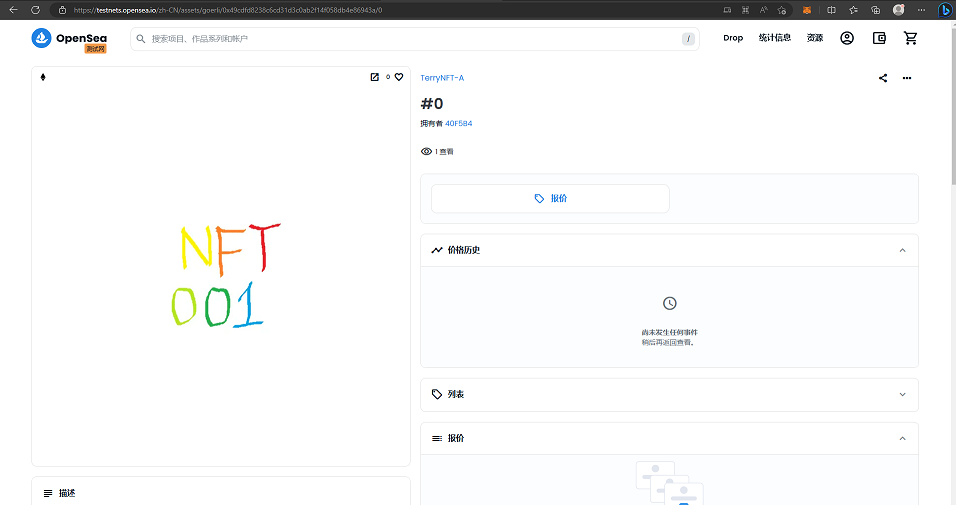 https://testnets.opensea.io/zh-CN/assets/goerli/0x49cdfd8238c6cd31d3c0ab2f14f058db4e86943a/0
OpenSea
测试网
搜索项目、作品系列和帐户
/
Drop
统计信息
资源
0
NFT
001
描述
TerryNFT-A
#0
拥有者 40F5B4
1 查看
报价
价格历史
尚未发生任何事件
稍后再返回查看。
列表
报价